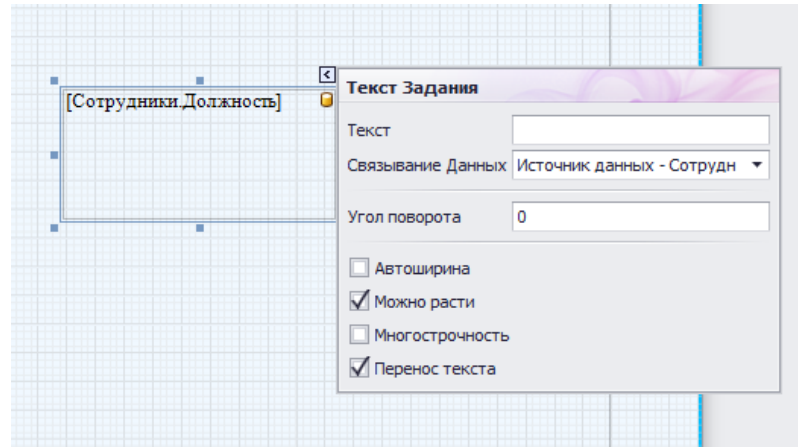 [Сотрудники.Должность]
Текст Задания
Текст
Связывание Данных Источник данных - Сотрудн
Угол поворота 0
Автоширина
Можно расти
Многострочность
Перенос текста